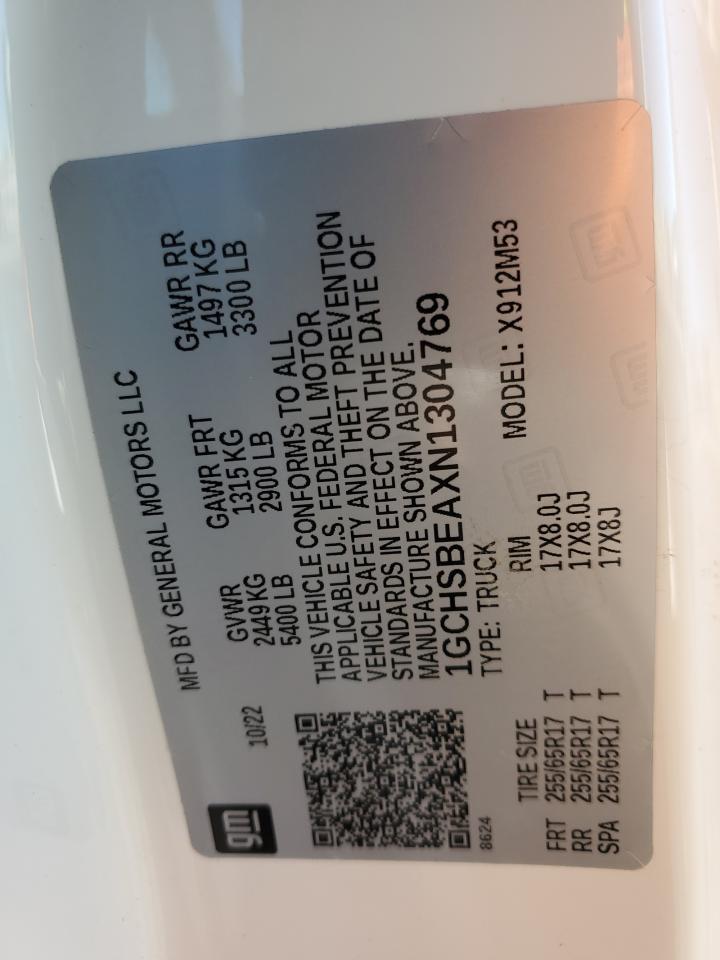 gm
MFD BY GENERAL MOTORS LLC
10/22
GVWR GAWR FRT GAWR RR
2449 KG 1315 KG 1497 KG
5400 LB 2900 LB 3300 LB
THIS VEHICLE CONFORMS TO ALL
APPLICABLE U.S. FEDERAL MOTOR
VEHICLE SAFETY AND THEFT PREVENTION
STANDARDS IN EFFECT ON THE DATE OF
MANUFACTURE SHOWN ABOVE.
1GCHSBEAXN1304769
8624
TYPE: TRUCK MODEL: X912M53
TIRE SIZE RIM
FRT 255/65R17 T 17X8.0J
RR 255/65R17 T 17X8.0J
SPA 255/65R17 T 17X8J